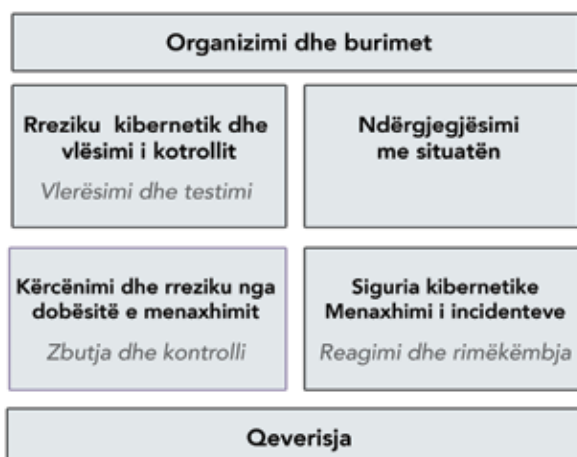 Organizimi dhe burimet
Rreziku kibernetik dhe
vlësimi i kotrollit
Vlerësimi dhe testimi
Ndërgjegjësimi
me situatën
Kërcënimi dhe rreziku nga
dobësitë e menaxhimit
Zbutja dhe kontrolli
Siguria kibernetike
Menaxhimi i incidenteve
Reagimi dhe rimëkëmbja
Qeverisja